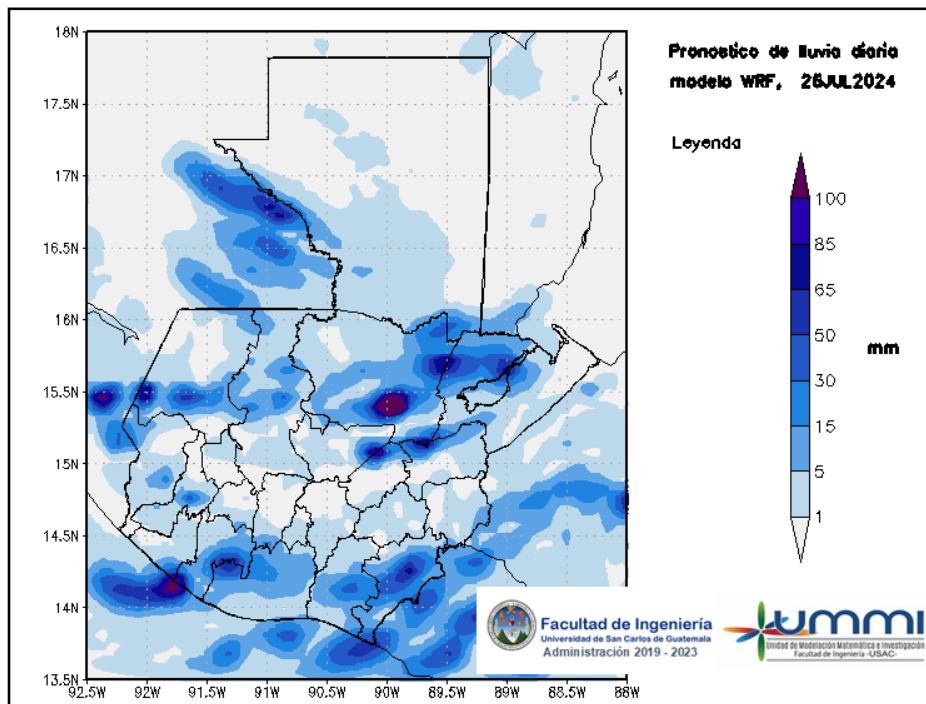 Pronostico de lluvia diaria
modelo WRF, 26JUL2024
Leyenda
100
85
65
50
30
15
5
1
mm
18N
17.5N
17N
16.5N
16N
15.5N
15N
14.5N
14N
13.5N
92.5W
92W
91.5W
91W
90.5W
90W
89.5W
89W
88.5W
88W
Facultad de Ingeniería
Universidad de San Carlos de Guatemala
Administración 2019 - 2023
UMMI
Unidad de Modelación Matemática e Investigación
Facultad de Ingeniería -USAC-